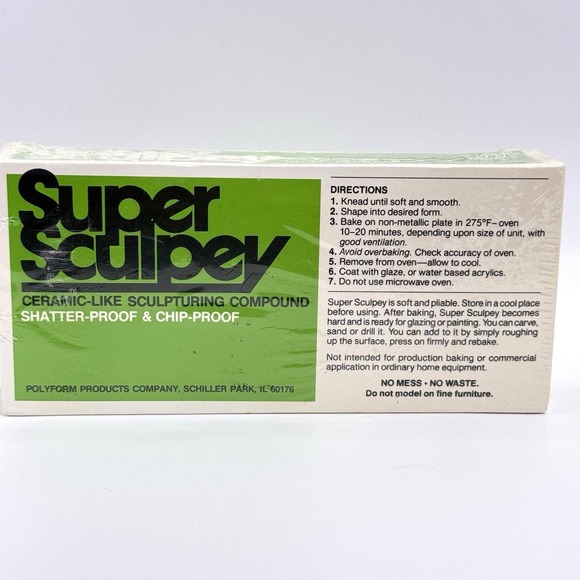 Super
Sculpey
CERAMIC-LIKE SCULPTURING COMPOUND
SHATTER-PROOF & CHIP-PROOF
POLYFORM PRODUCTS COMPANY, SCHILLER PARK, IL 60176
DIRECTIONS
1. Knead until soft and smooth.
2. Shape into desired form.
3. Bake on non-metallic plate in 275°F–oven
10–20 minutes, depending upon size of unit, with
good ventilation.
4. Avoid overbaking. Check accuracy of oven.
5. Remove from oven—allow to cool.
6. Coat with glaze, or water based acrylics.
7. Do not use microwave oven.
Super Sculpey is soft and pliable. Store in a cool place
before using. After baking, Super Sculpey becomes
hard and is ready for glazing or painting. You can carve,
sand or drill it. You can add to it by simply roughing
up the surface, press on firmly and rebake.
Not intended for production baking or commercial
application in ordinary home equipment.
NO MESS • NO WASTE.
Do not model on fine furniture.